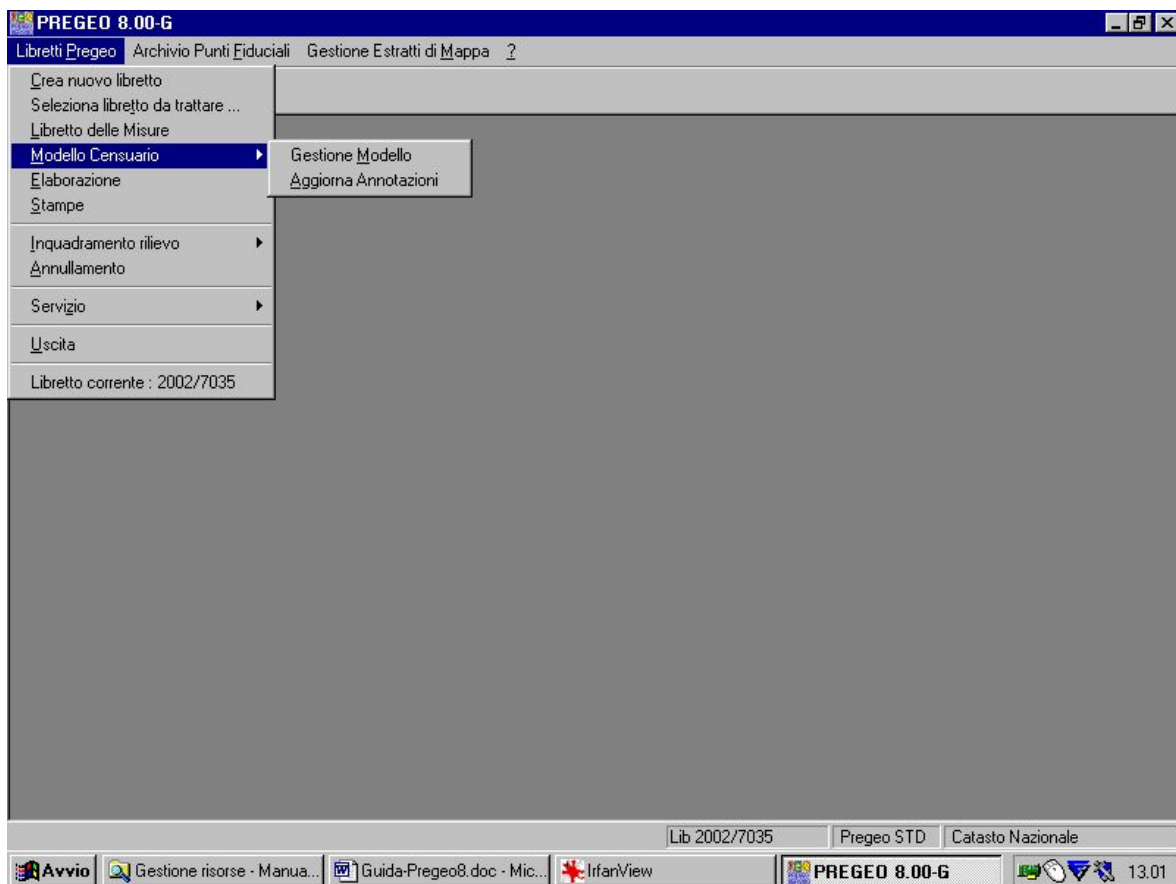 PREGEO 8.00-G
Libretti Pregeo Archivio Punti Fiduciali Gestione Estratti di Mappa ?
Crea nuovo libretto
Seleziona libretto da trattare ...
Libretto delle Misure
Modello Censuario
Gestione Modello
Elaborazione
Aggiorna Annotazioni
Stampe
Inquadramento rilievo
Annullamento
Servizio
Uscita
Libretto corrente : 2002/7035
Lib 2002/7035 Pregeo STD Catasto Nazionale
Avvio Gestione risorse - Manua... Guida-Pregeo8.doc - Mic... IrfanView PREGEO 8.00-G 13.01